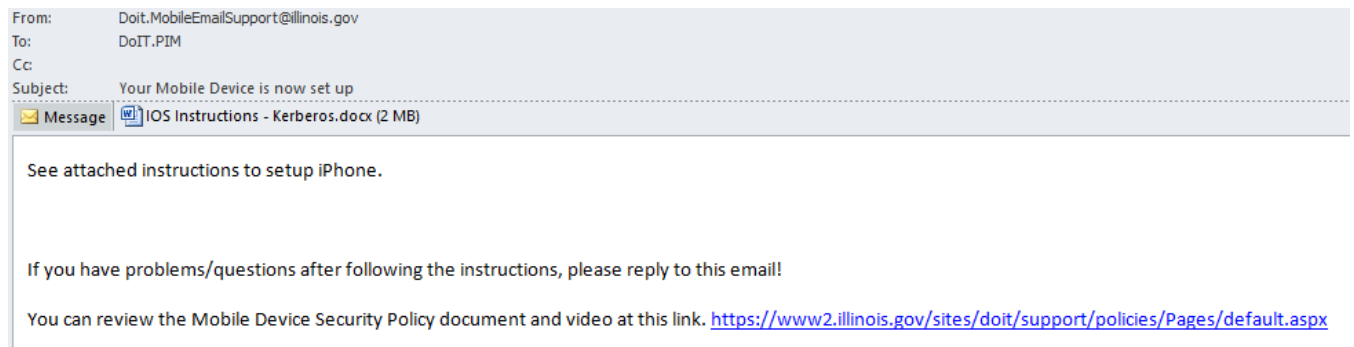 From: Doit.MobileEmailSupport@illinois.gov
To: DoIT.PIM
Cc:
Subject: Your Mobile Device is now set up
Message IOS Instructions - Kerberos.docx (2 MB)
See attached instructions to setup iPhone.
If you have problems/questions after following the instructions, please reply to this email!
You can review the Mobile Device Security Policy document and video at this link. https://www2.illinois.gov/sites/doit/support/policies/Pages/default.aspx